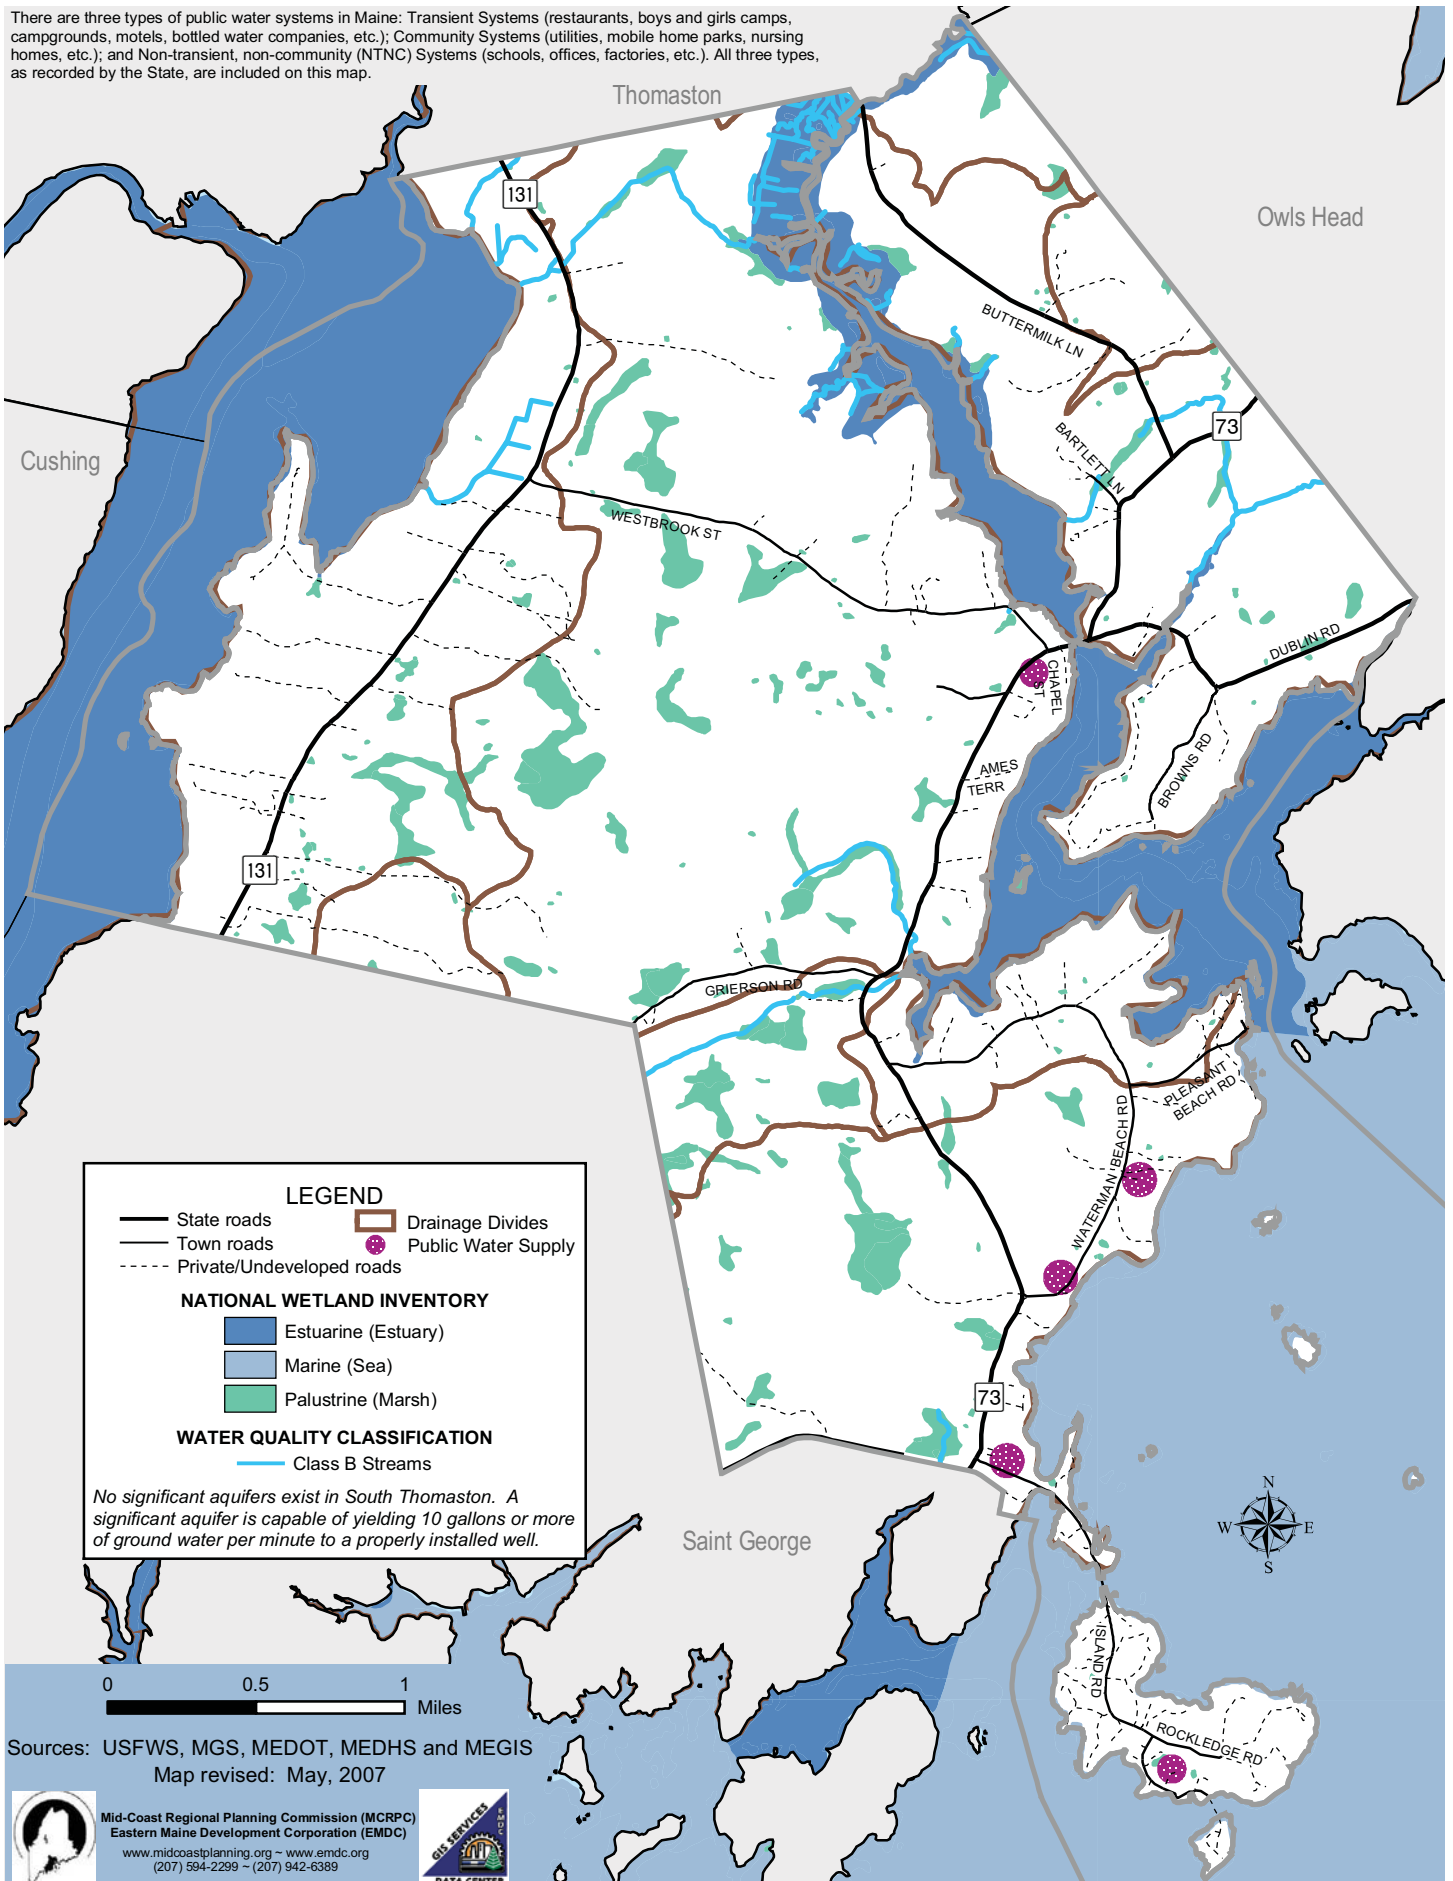 There are three types of public water systems in Maine: Transient Systems (restaurants, boys and girls camps,
campgrounds, motels, bottled water companies, etc.); Community Systems (utilities, mobile home parks, nursing
homes, etc.); and Non-transient, non-community (NTNC) Systems (schools, offices, factories, etc.). All three types,
as recorded by the State, are included on this map.
Thomaston
131
Owls Head
BUTTERMILK LN
73
Cushing
BARTLETT LN
WESTBROOK ST
DUBLIN RD
CHAPEL
ST
BROWNS RD
AMES
TERR
131
GRIERSON RD
PLEASANT
BEACH RD
WATERMAN BEACH RD
LEGEND
State roads
Town roads
Private/Undeveloped roads
Drainage Divides
Public Water Supply
NATIONAL WETLAND INVENTORY
Estuarine (Estuary)
Marine (Sea)
Palustrine (Marsh)
WATER QUALITY CLASSIFICATION
Class B Streams
No significant aquifers exist in South Thomaston. A
significant aquifer is capable of yielding 10 gallons or more
of ground water per minute to a properly installed well.
73
Saint George
N
W E
S
ISLAND RD
ROCKLEDGE RD
0 0.5 1
Miles
Sources: USFWS, MGS, MEDOT, MEDHS and MEGIS
Map revised: May, 2007
Mid-Coast Regional Planning Commission (MCRPC)
Eastern Maine Development Corporation (EMDC)
www.midcoastplanning.org ~ www.emdc.org
(207) 594-2299 ~ (207) 942-6389
GIS SERVICES
EMDC
DATA CENTER